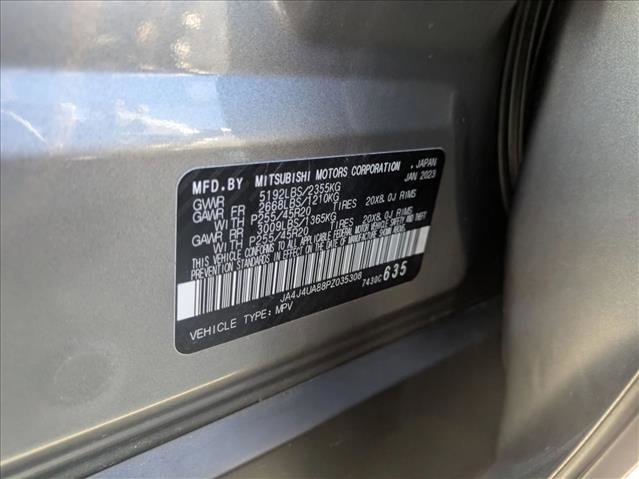 MFD.BY MITSUBISHI MOTORS CORPORATION , JAPAN
GWR 5192LBS/2355KG JAN 2023
GAWR FR 2668LBS/1210KG
WITH P255/45R20 TIRES 20X8.0J RIMS
GAWR RR 3009LBS/1365KG
WITH P255/45R20 TIRES 20X8.0J RIMS
THIS VEHICLE CONFORMS TO ALL APPLICABLE FEDERAL MOTOR VEHICLE SAFETY AND THEFT
PREVENTION STANDARDS IN EFFECT ON THE DATE OF MANUFACTURE SHOWN ABOVE.
JA4J4UA88PZ035308 7430C 635
VEHICLE TYPE: MPV